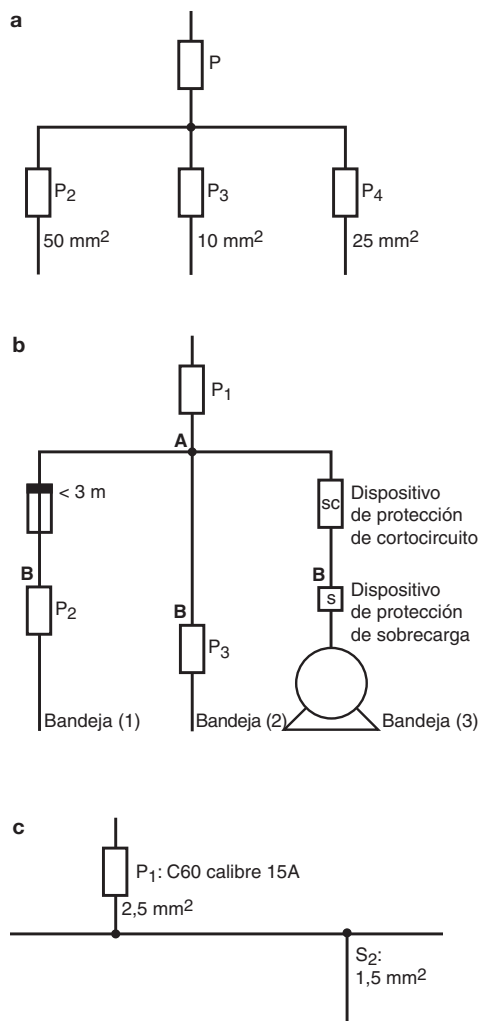 a
P
P2
P3
P4
50 mm2
10 mm2
25 mm2
b
P1
A
< 3 m
sc
Dispositivo
de protección
de cortocircuito
B
P2
B
P3
B
s
Dispositivo
de protección
de sobrecarga
Bandeja (1)
Bandeja (2)
Bandeja (3)
c
P1: C60 calibre 15A
2,5 mm2
S2:
1,5 mm2